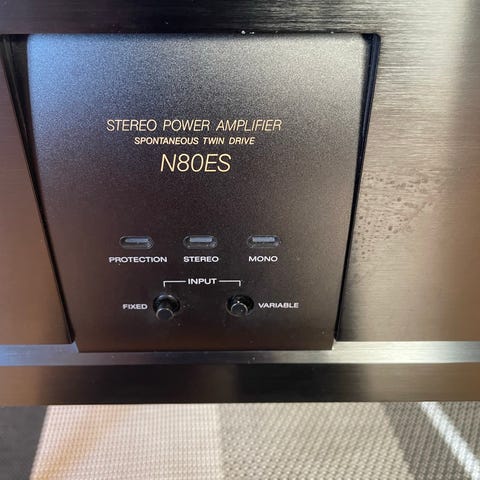 STEREO POWER AMPLIFIER
SPONTANEOUS TWIN DRIVE
N80ES
PROTECTION STEREO MONO
INPUT
FIXED VARIABLE